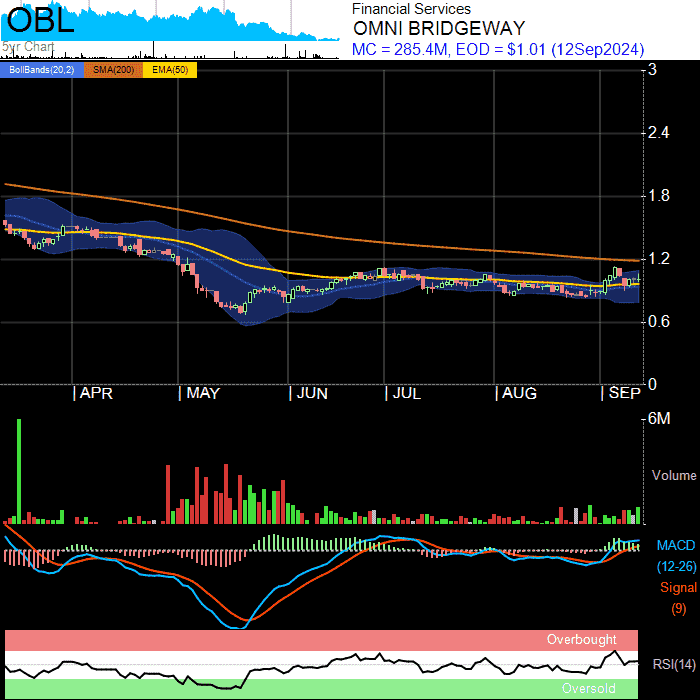 OBL
5yr Chart
Financial Services
OMNI BRIDGEWAY
MC = 285.4M, EOD = $1.01 (12Sep2024)
BollBands(20,2) SMA(200) EMA(50)
3
2.4
1.8
1.2
0.6
0
APR MAY JUN JUL AUG SEP
6M
Volume
MACD
(12-26)
Signal
(9)
Overbought
RSI(14)
Oversold